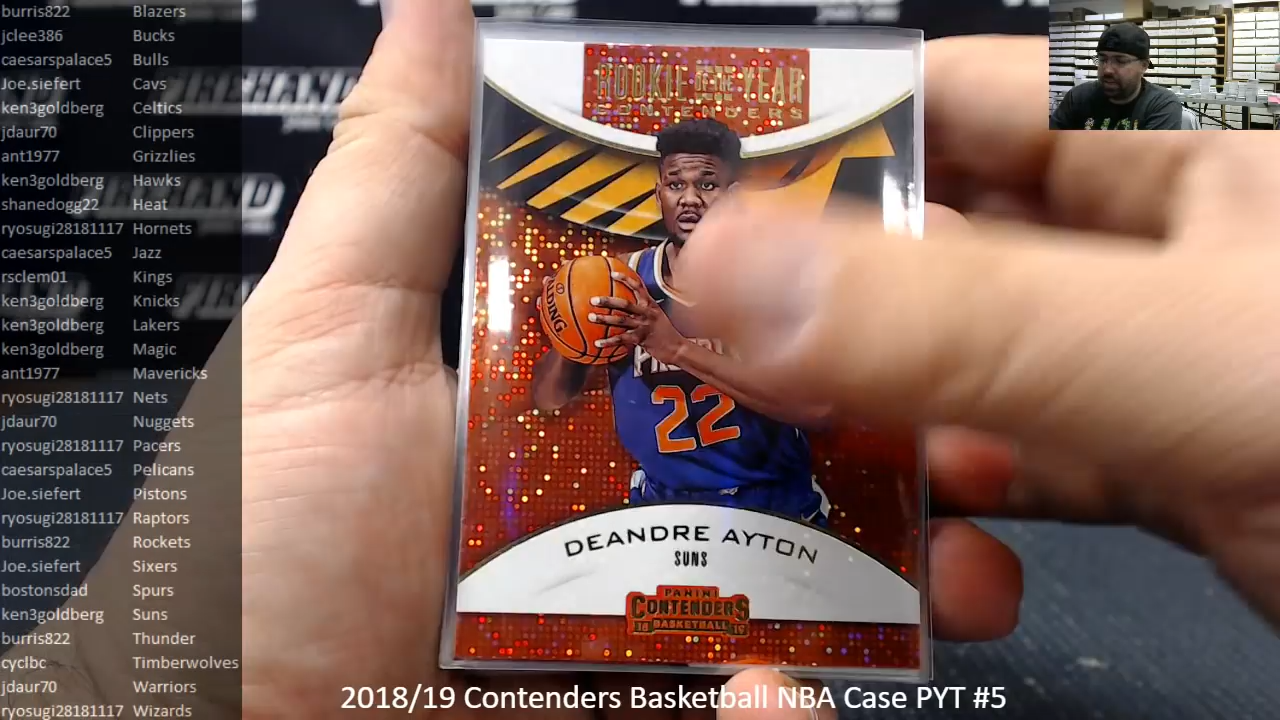 burris822 Blazers
jclee386 Bucks
caesarspalace5 Bulls
Joe.siefert Cavs
ken3goldberg Celtics
jdaur70 Clippers
ant1977 Grizzlies
ken3goldberg Hawks
shanedogg22 Heat
ryosugi28181117 Hornets
caesarspalace5 Jazz
rsclem01 Kings
ken3goldberg Knicks
ken3goldberg Lakers
ken3goldberg Magic
ant1977 Mavericks
ryosugi28181117 Nets
jdaur70 Nuggets
ryosugi28181117 Pacers
caesarspalace5 Pelicans
Joe.siefert Pistons
ryosugi28181117 Raptors
burris822 Rockets
Joe.siefert Sixers
bostonsdad Spurs
ken3goldberg Suns
burris822 Thunder
cyclbc Timberwolves
jdaur70 Warriors
ryosugi28181117 Wizards
ROOKIE OF THE YEAR
CONTENDERS
22
DEANDRE AYTON
SUNS
PANINI
CONTENDERS
18 BASKETBALL 19
2018/19 Contenders Basketball NBA Case PYT #5